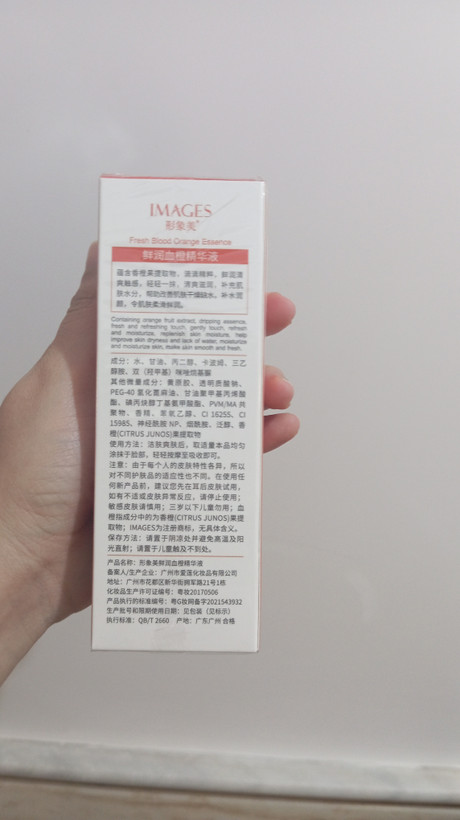 IMAGES
形象美®
Fresh Blood Orange Essence
鲜润血橙精华液
蕴含香橙果提取物，滴滴精粹，鲜润清
爽触感，轻轻一抹，清爽滋润，补充肌
肤水分，帮助改善肌肤干燥缺水，补水润
颜，令肌肤柔滑鲜润。
Containing orange fruit extract, dripping essence,
fresh and refreshing touch, gently touch, refresh
and moisturize, replenish skin moisture, help
improve skin dryness and lack of water, moisturize
and moisturize skin, make skin smooth and fresh.
成分：水、甘油、丙二醇、卡波姆、三乙
醇胺、双（羟甲基）咪唑烷基脲
其他微量成分：黄原胶、透明质酸钠、
PEG-40 氢化蓖麻油、甘油聚甲基丙烯酸
酯、碘丙炔醇丁基氨甲酸酯、PVM/MA 共
聚物、香精、苯氧乙醇、CI 16255、CI
15985、神经酰胺 NP、烟酰胺、泛醇、香
橙(CITRUS JUNOS)果提取物
使用方法：洁肤爽肤后，取适量本品均匀
涂抹于脸部，轻轻按摩至吸收即可。
注意：由于每个人的皮肤特性各异，所以
对不同护肤品的适应性也不同。在使用任
何新产品前，建议您先在耳后皮肤试用，
如有不适或皮肤异常反应，请停止使用；
敏感皮肤请慎用；三岁以下儿童勿用；血
橙指成分中的为香橙(CITRUS JUNOS)果提
取物；IMAGES为注册商标，无具体含义。
保存方法：请置于阴凉处并避免高温及阳
光直射；请置于儿童触及不到处。
产品名称：形象美鲜润血橙精华液
备案人/生产企业：广州市爱莲化妆品有限公司
地址：广州市花都区新华街拥军路21号1栋
化妆品生产许可证编号：粤妆20170506
产品执行的标准编号：粤G妆网备字2021543932
生产批号和限期使用日期：见包装（见标示）
执行标准：QB/T 2660 产地：广东广州 合格